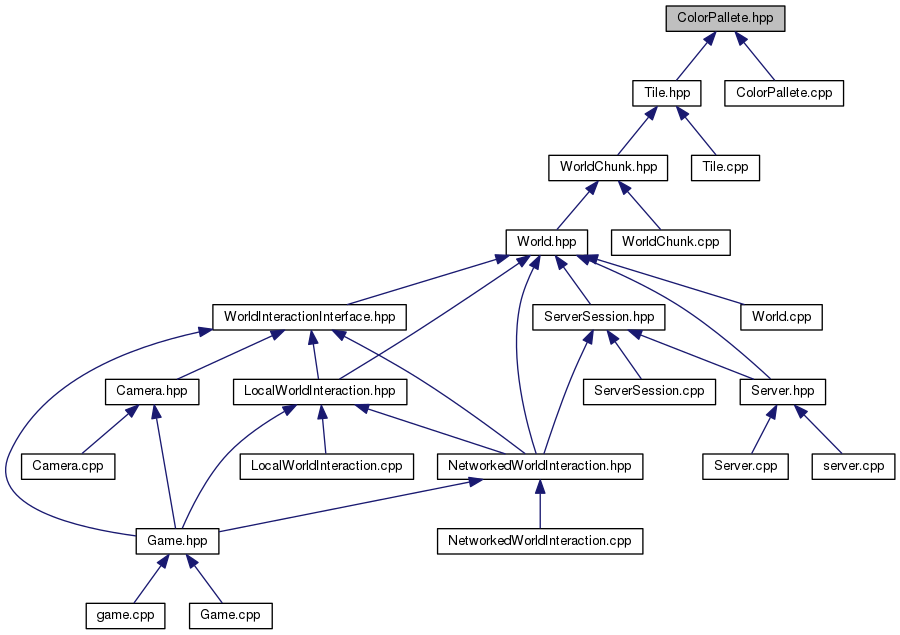 ColorPallete.hpp
Tile.hpp
ColorPallete.cpp
WorldChunk.hpp
Tile.cpp
World.hpp
WorldChunk.cpp
WorldInteractionInterface.hpp
ServerSession.hpp
World.cpp
Camera.hpp
LocalWorldInteraction.hpp
ServerSession.cpp
Server.hpp
Camera.cpp
LocalWorldInteraction.cpp
NetworkedWorldInteraction.hpp
Server.cpp
server.cpp
Game.hpp
NetworkedWorldInteraction.cpp
game.cpp
Game.cpp